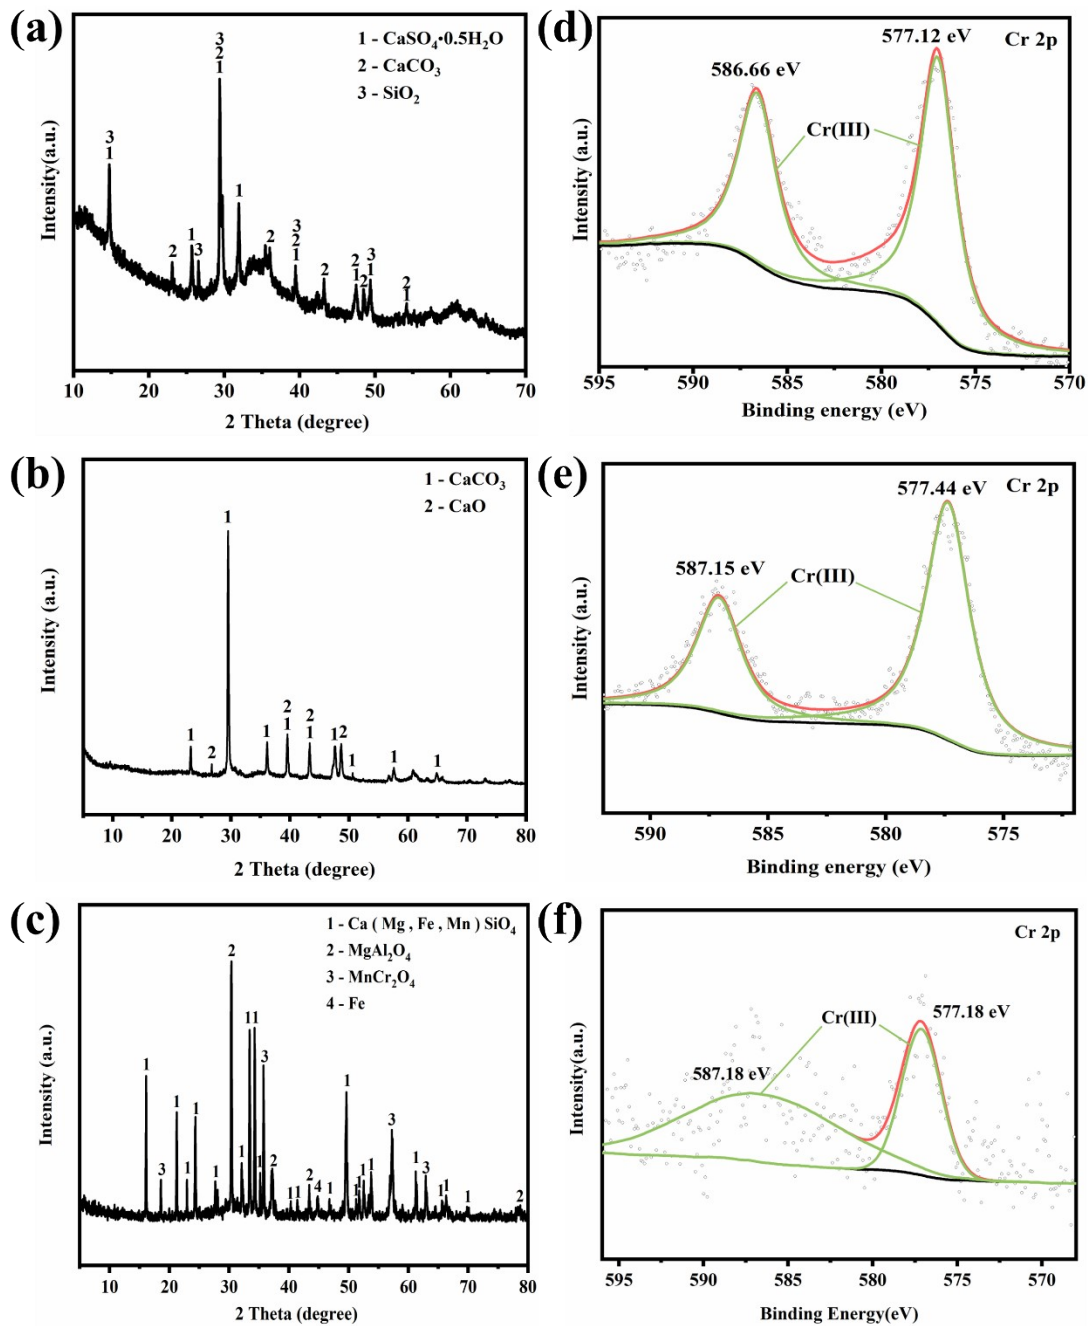 (a)
1 - CaSO₄•0.5H₂O
2 - CaCO₃
3 - SiO₂
3
1
2
1
3
3
2
1
1
2
3
2
1
2
2
1
2
3
1
2
1
Intensity(a.u.)
10 20 30 40 50 60 70
2 Theta (degree)
(d)
Cr 2p
577.12 eV
586.66 eV
Cr(III)
Intensity (a.u.)
595 590 585 580 575 570
Binding energy (eV)
(b)
1 - CaCO₃
2 - CaO
1
1
2
1
2
1
2
1
1 2
1
1
1
Intensity (a.u.)
10 20 30 40 50 60 70 80
2 Theta (degree)
(e)
Cr 2p
577.44 eV
587.15 eV
Cr(III)
Intensity (a.u.)
590 585 580 575
Binding energy (eV)
(c)
1 - Ca ( Mg , Fe , Mn ) SiO₄
2 - MgAl₂O₄
3 - MnCr₂O₄
4 - Fe
1
3
1
1
1
1
2
1
1 1
1
3
2
1 1
2
4
1
1
1
1
1
1
3
1
3
1
1
1
2
Intensity (a.u.)
10 20 30 40 50 60 70 80
2 Theta (degree)
(f)
Cr 2p
Cr(III)
577.18 eV
587.18 eV
Intensity(a.u.)
595 590 585 580 575 570
Binding Energy(eV)